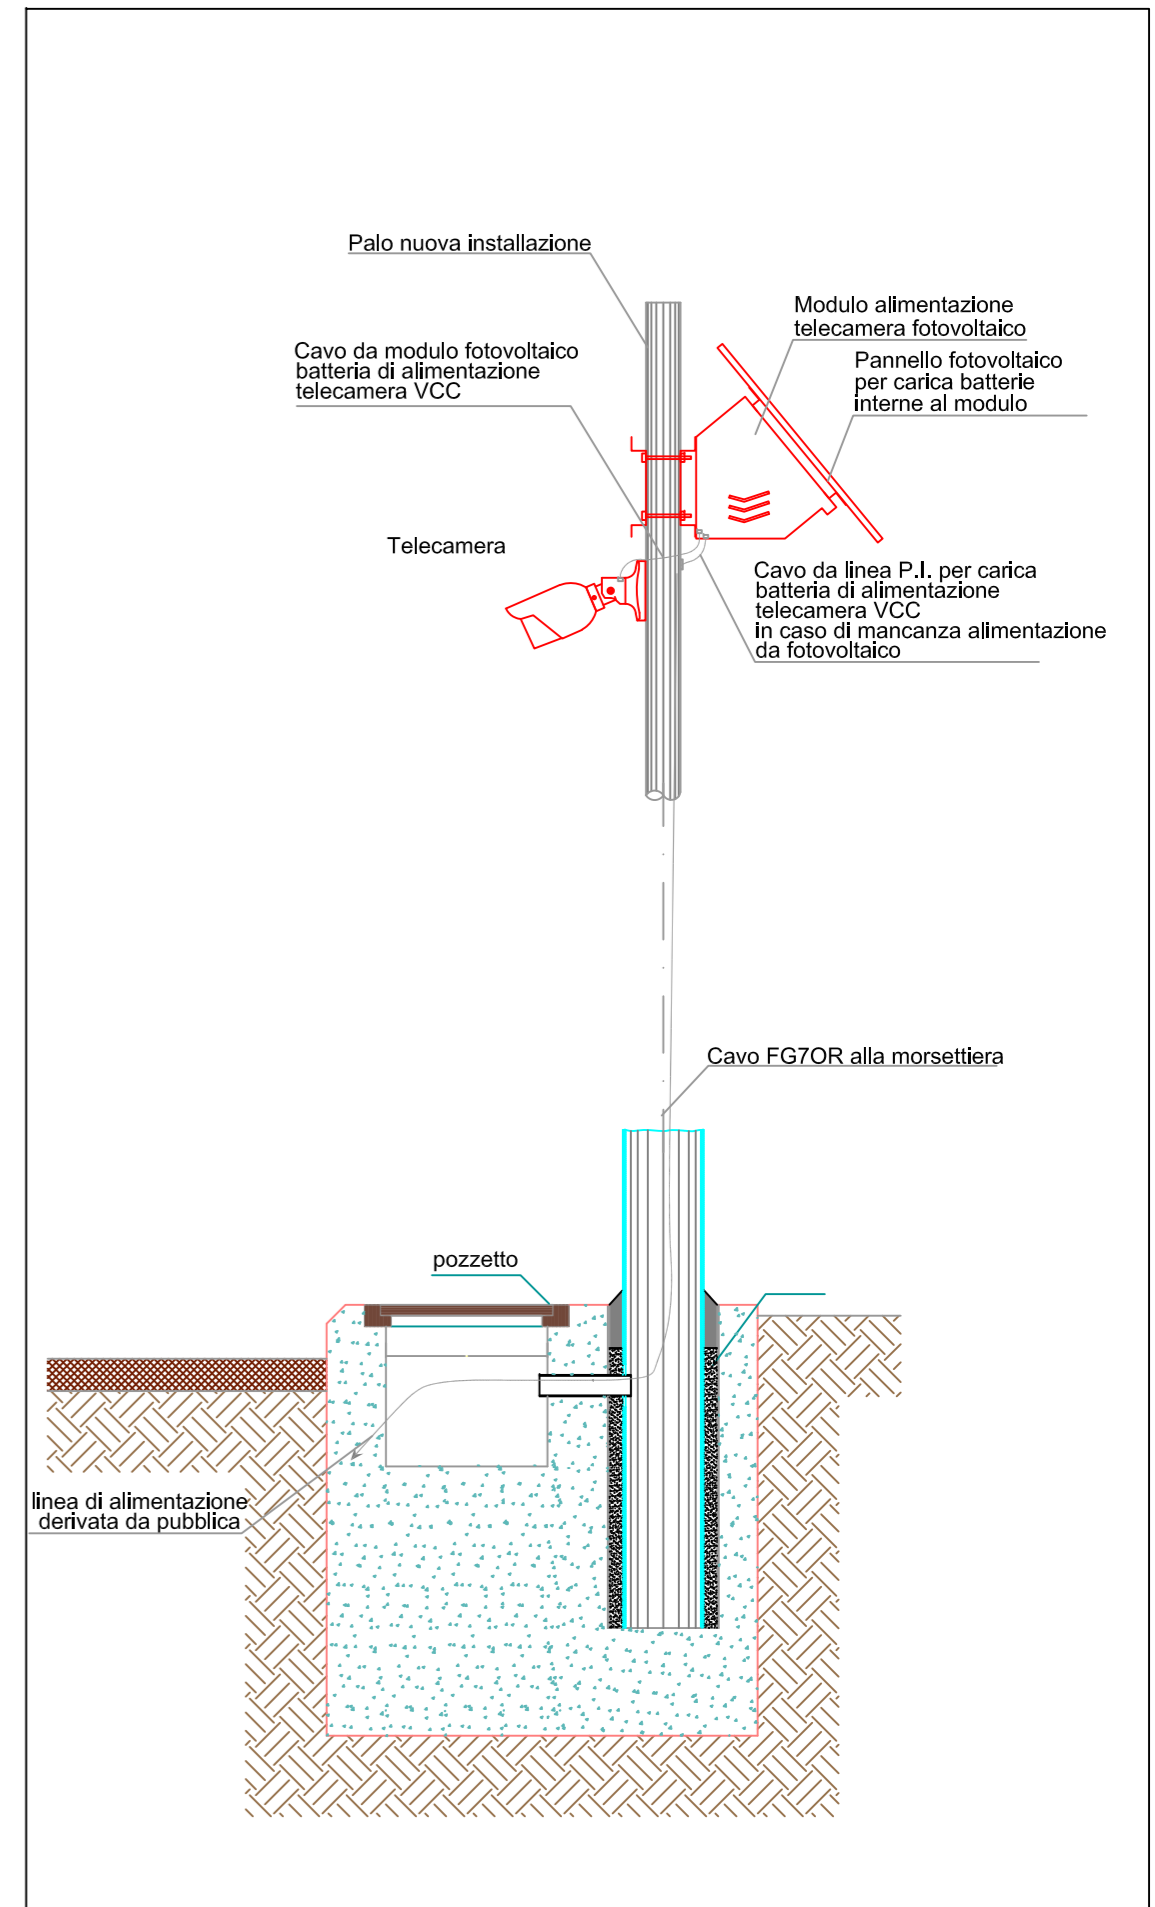 Palo nuova installazione
Modulo alimentazione
telecamera fotovoltaico
Cavo da modulo fotovoltaico
batteria di alimentazione
telecamera VCC
Pannello fotovoltaico
per carica batterie
interne al modulo
Telecamera
Cavo da linea P.I. per carica
batteria di alimentazione
telecamera VCC
in caso di mancanza alimentazione
da fotovoltaico
Cavo FG7OR alla morsettiera
pozzetto
linea di alimentazione
derivata da pubblica